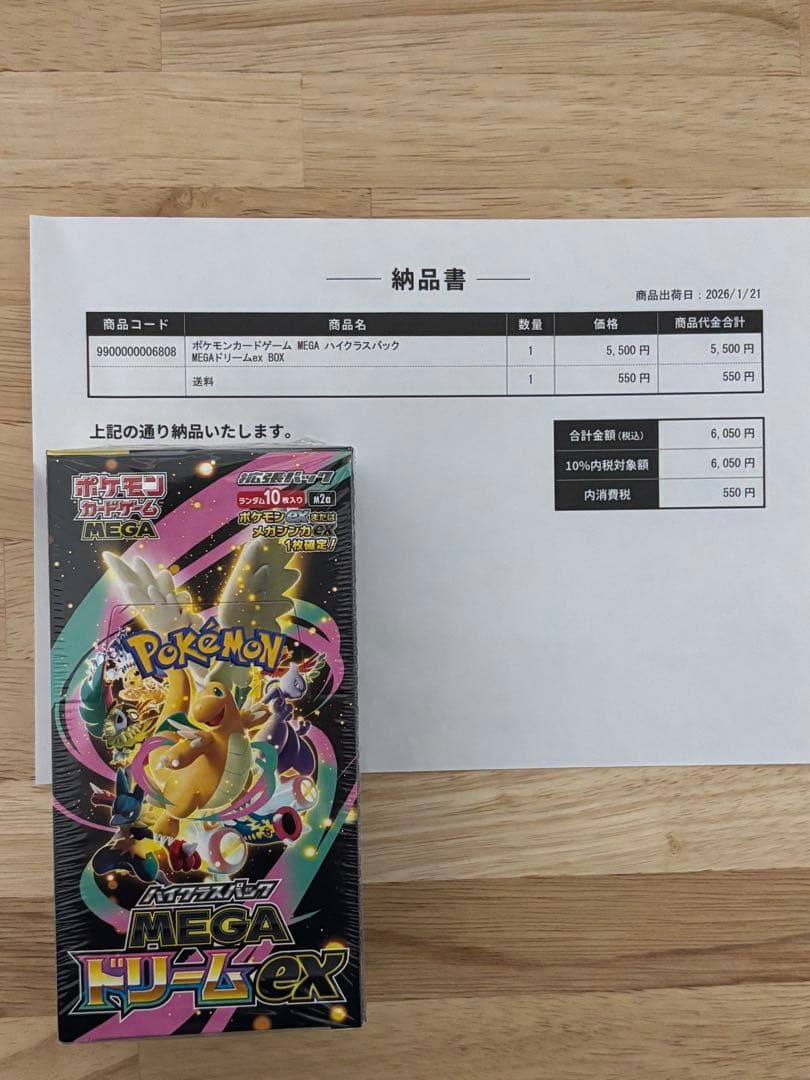 納品書
商品出荷日:2026/1/21
商品コード 商品名 数量 価格 商品代金合計
9900000006808 ポケモンカードゲーム MEGA ハイクラスパック 1 5,500 円 5,500 円
MEGAドリームex BOX
送料 1 550 円 550 円
上記の通り納品いたします。
合計金額(税込) 6,050 円
10%内税対象額 6,050 円
内消費税 550 円
ポケモン
カードゲーム
MEGA
拡張パック
ランダム10枚入り M2a
ポケモンexまたは
メガシンカex
1枚確定!
POKéMON
ハイクラスパック
MEGA
ドリームex